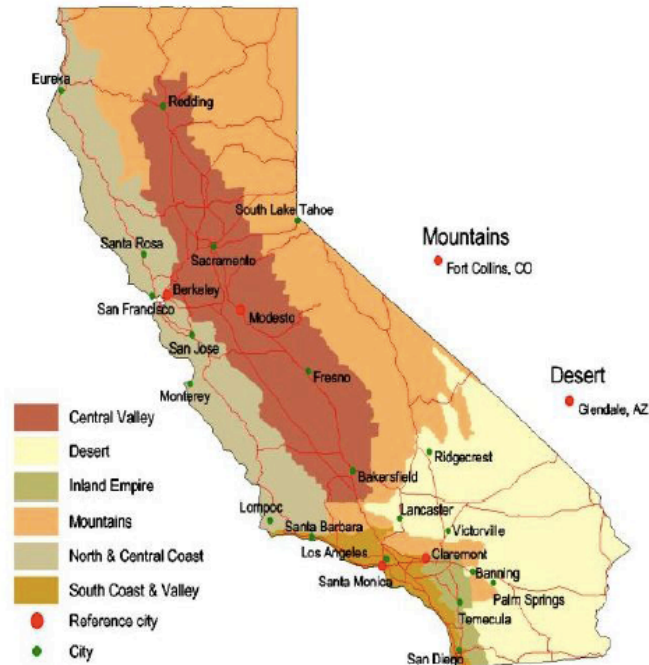 Eureka
Redding
South Lake Tahoe
Mountains
Fort Collins, CO
Santa Rosa
Sacramento
Berkeley
San Francisco
Modesto
San Jose
Desert
Glendale, AZ
Fresno
Monterey
Central Valley
Desert
Inland Empire
Mountains
North & Central Coast
South Coast & Valley
Reference city
City
Ridgecrest
Bakersfield
Lompoc
Lancaster
Santa Barbara
Victorville
Los Angeles
Claremont
Santa Monica
Banning
Palm Springs
Temecula
San Diego